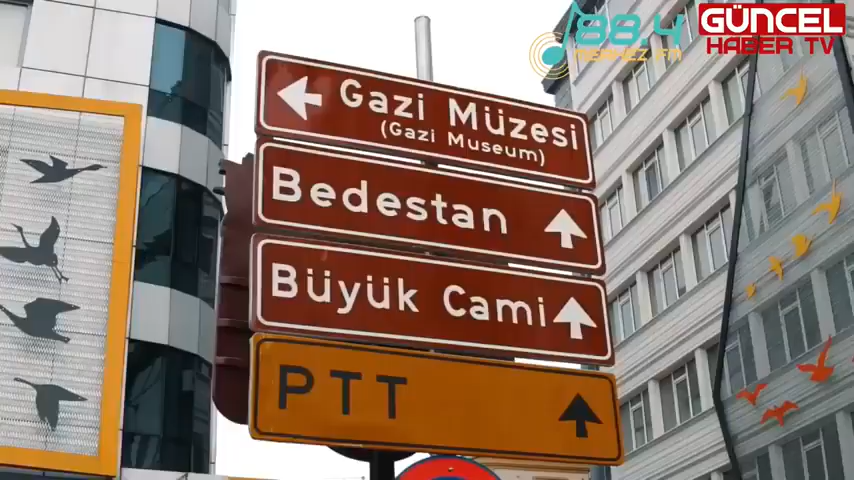 88.4
MERKEZ FM
GÜNCEL
HABER TV
Gazi Müzesi
(Gazi Museum)
Bedestan
Büyük Cami
PTT